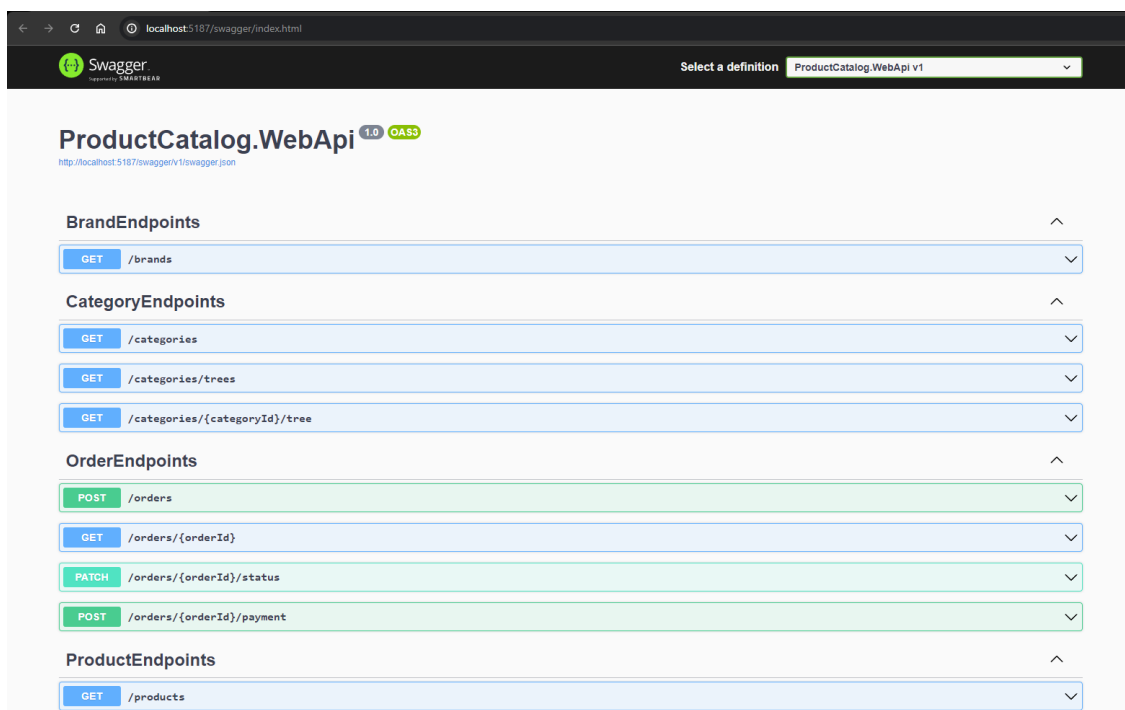 localhost:5187/swagger/index.html
Swagger
Supported by SMARTBEAR
Select a definition
ProductCatalog.WebApi v1
ProductCatalog.WebApi 1.0 OAS3
http://localhost:5187/swagger/v1/swagger.json
BrandEndpoints
GET /brands
CategoryEndpoints
GET /categories
GET /categories/trees
GET /categories/{categoryId}/tree
OrderEndpoints
POST /orders
GET /orders/{orderId}
PATCH /orders/{orderId}/status
POST /orders/{orderId}/payment
ProductEndpoints
GET /products